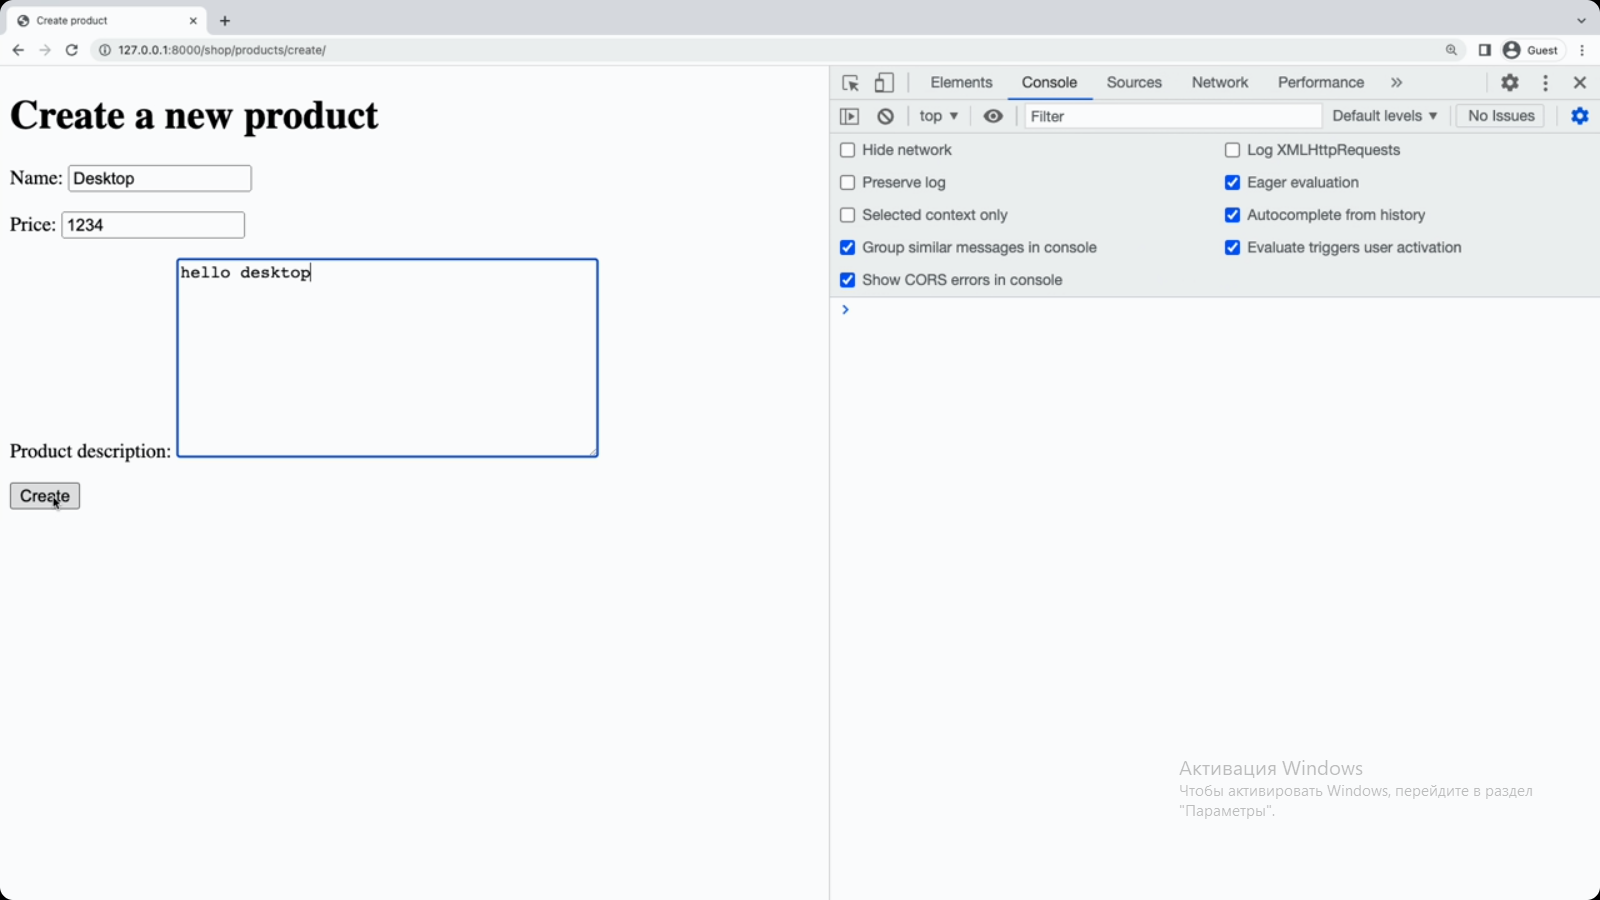 Create product
127.0.0.1:8000/shop/products/create/
Guest
Create a new product
Name: Desktop
Price: 1234
hello desktop
Product description:
Create
Elements Console Sources Network Performance
top Filter Default levels No Issues
Hide network Log XMLHttpRequests
Preserve log Eager evaluation
Selected context only Autocomplete from history
Group similar messages in console Evaluate triggers user activation
Show CORS errors in console
Активация Windows
Чтобы активировать Windows, перейдите в раздел
"Параметры".